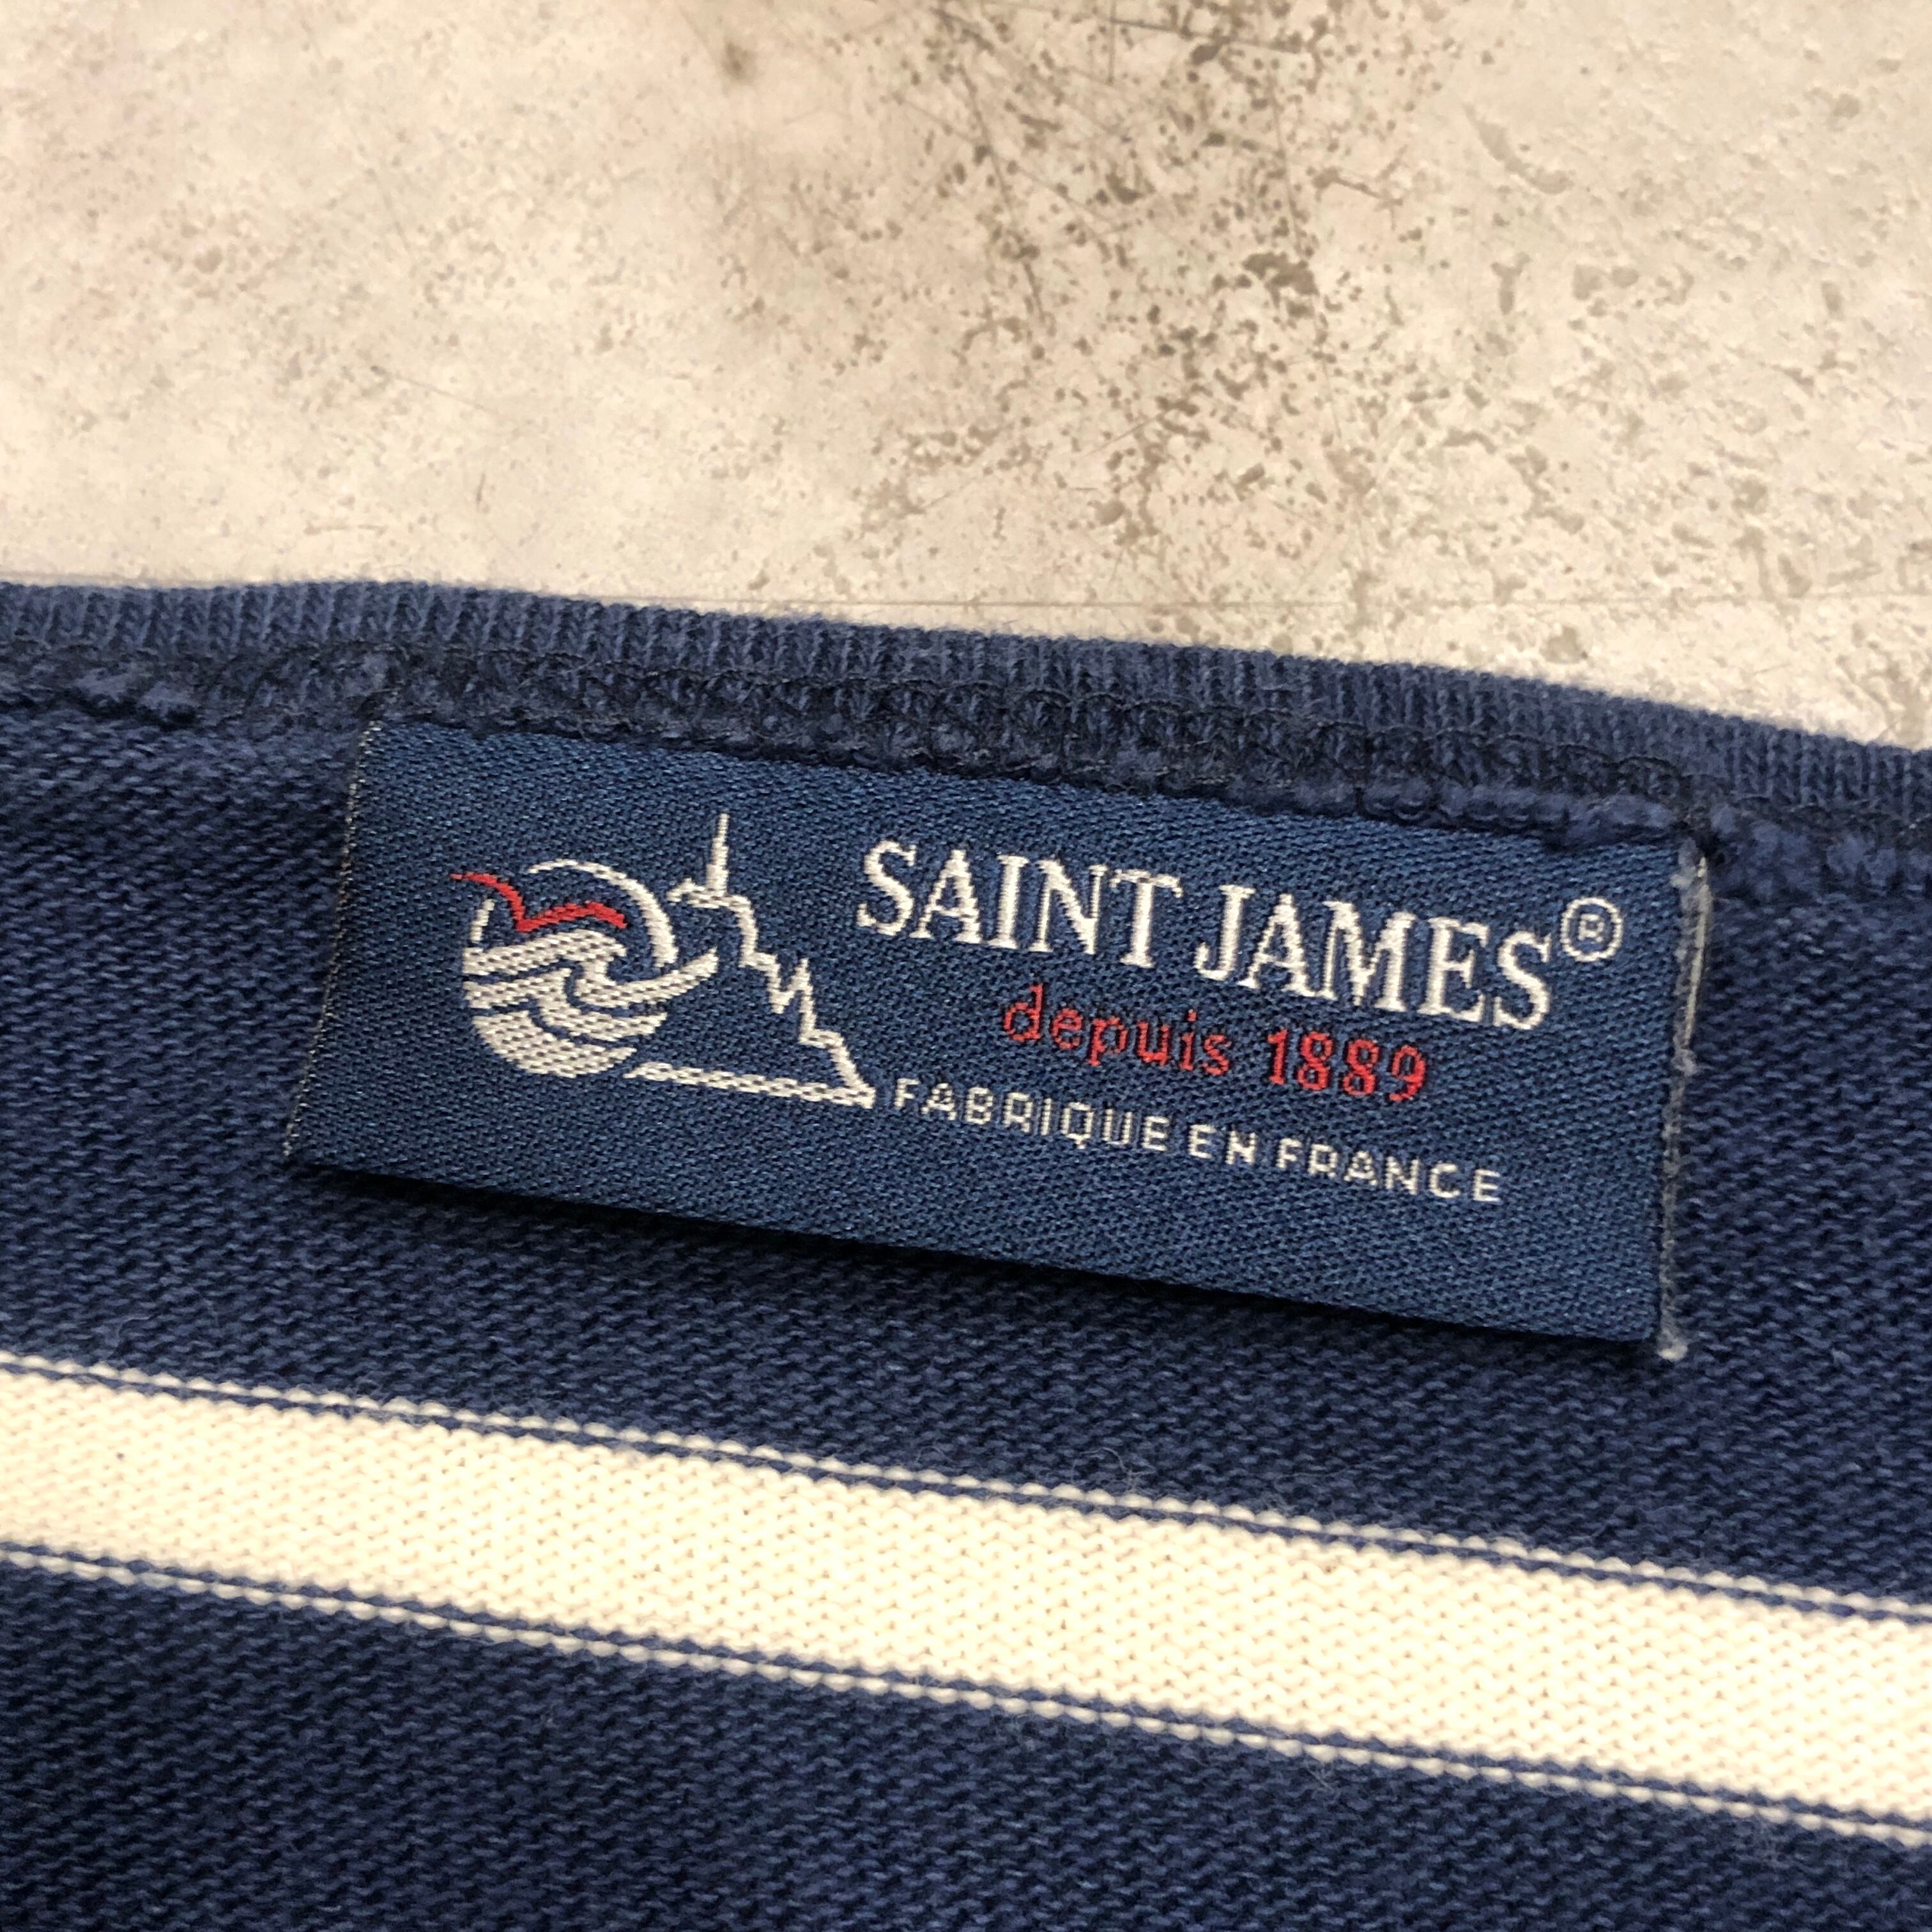 SAINT JAMES®
depuis 1889
FABRIQUE EN FRANCE